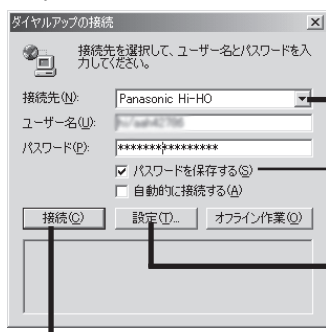 ダイヤルアップの接続
接続先を選択して、ユーザー名とパスワードを入
力してください。
接続先(N): Panasonic Hi-HO
ユーザー名(U):
パスワード(P): *****************
パスワードを保存する(S)
自動的に接続する(A)
接続(C) 設定(T)... オフライン作業(O)